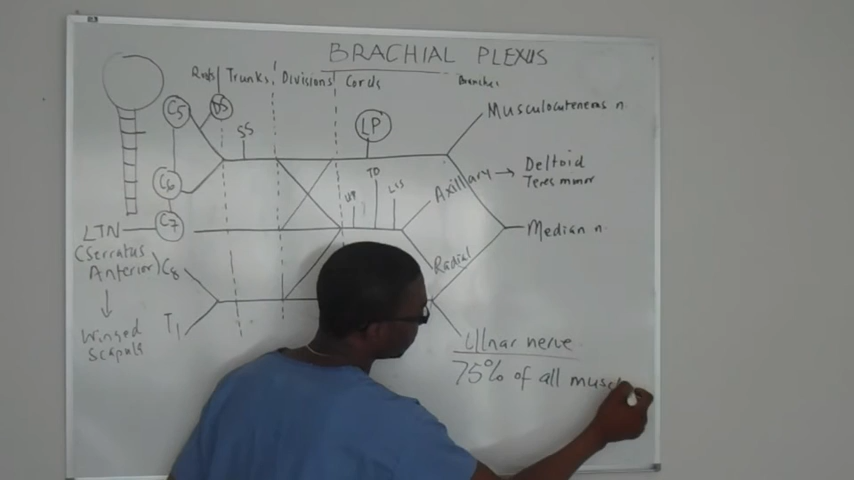 BRACHIAL PLEXUS
Roots Trunks Divisions Cords Branches
C5 DS
SS
LP
Musculocutaneous n.
C6
UP TD LSS
Axillary → Deltoid
Teres minor
LTN C7
(Serratus
Anterior)
C8
Median n.
Radial
T1
Winged
Scapula
Ulnar nerve
75% of all musc